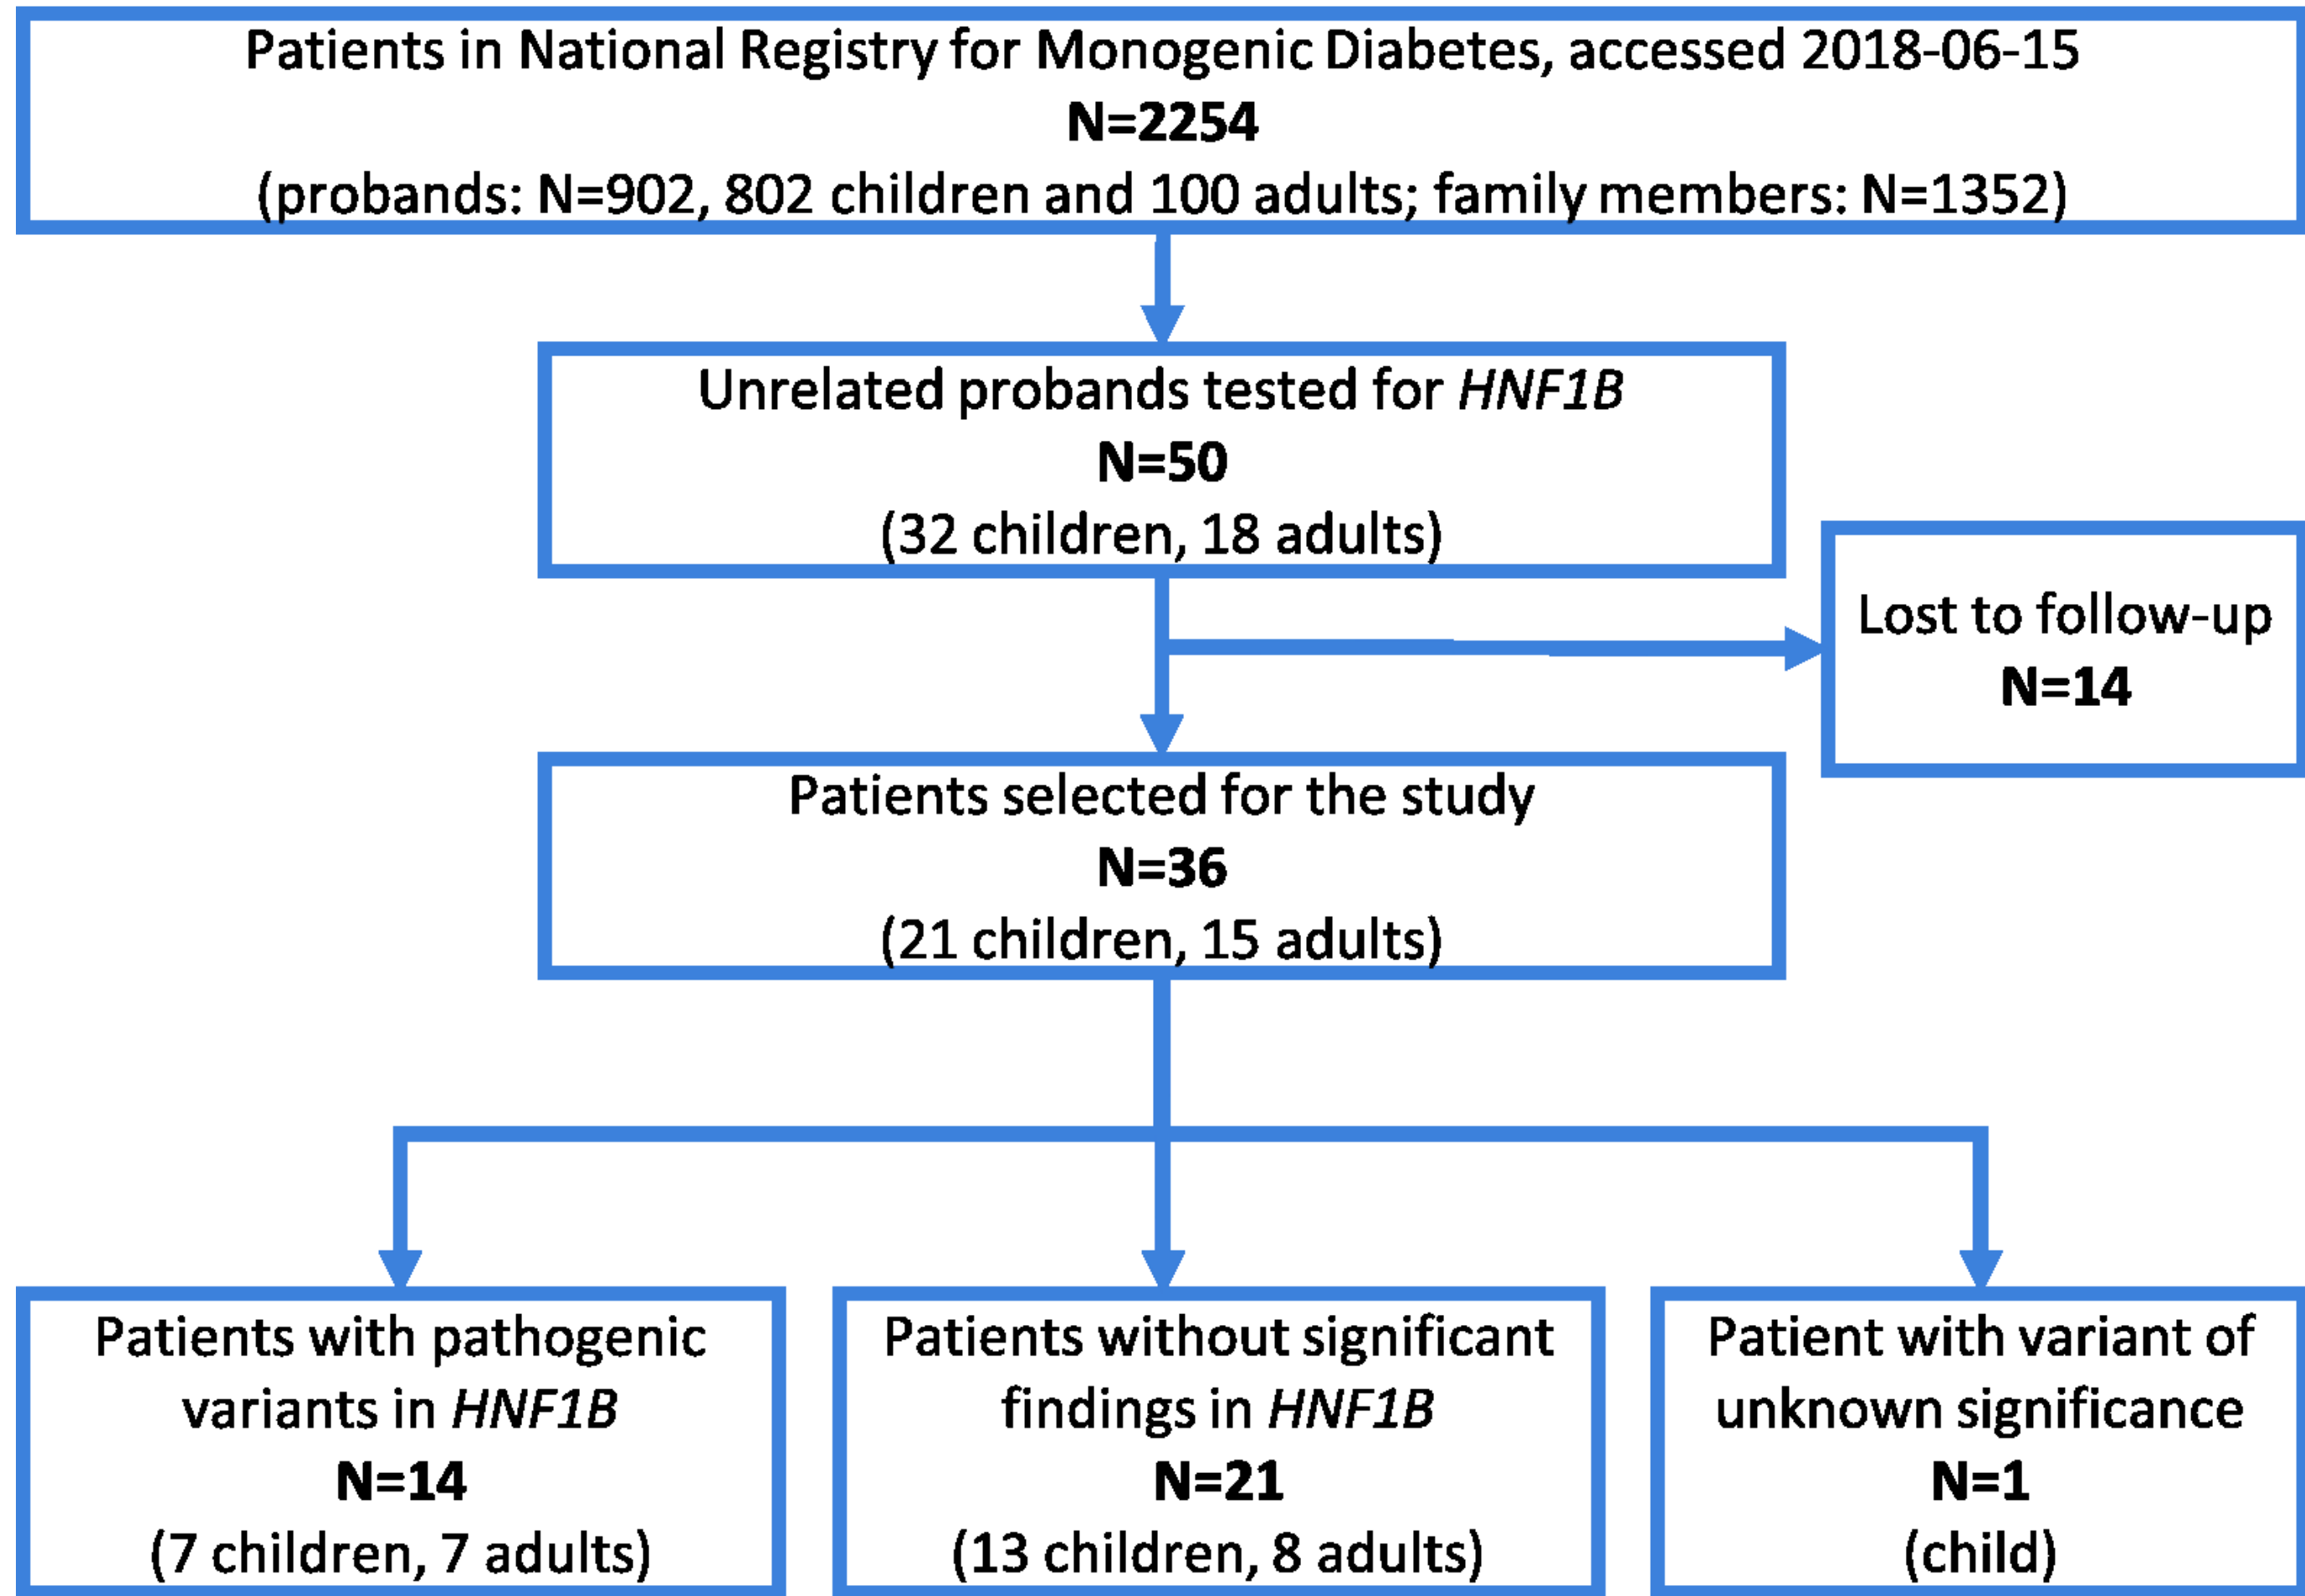 Patients in National Registry for Monogenic Diabetes, accessed 2018-06-15
N=2254
(probands: N=902, 802 children and 100 adults; family members: N=1352)
Unrelated probands tested for HNF1B
N=50
(32 children, 18 adults)
Lost to follow-up
N=14
Patients selected for the study
N=36
(21 children, 15 adults)
Patients with pathogenic
variants in HNF1B
N=14
(7 children, 7 adults)
Patients without significant
findings in HNF1B
N=21
(13 children, 8 adults)
Patient with variant of
unknown significance
N=1
(child)